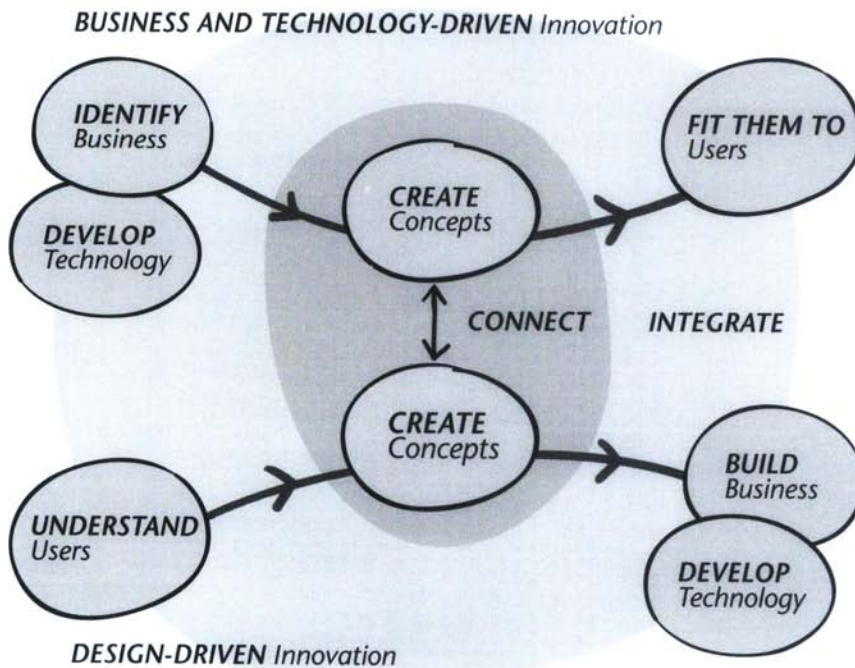 BUSINESS AND TECHNOLOGY-DRIVEN Innovation
IDENTIFY
Business
DEVELOP
Technology
CREATE
Concepts
FIT THEM TO
Users
CONNECT
INTEGRATE
CREATE
Concepts
UNDERSTAND
Users
BUILD
Business
DEVELOP
Technology
DESIGN-DRIVEN Innovation